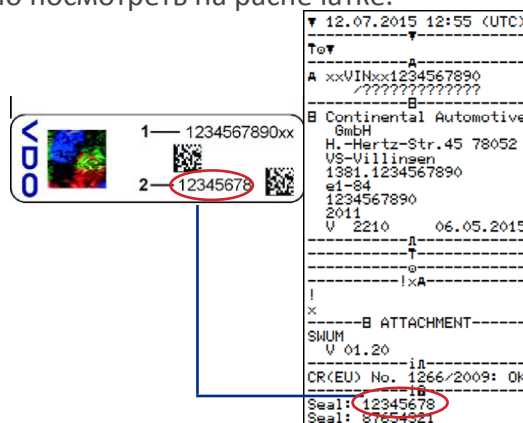 но посмотреть на распечатке.
VDO
1 — 1234567890xx
2 — 12345678
▼ 12.07.2015 12:55 (UTC)
--------▼--------
T⊙▼
--------A--------
A xxVINxx1234567890
/?????????????
--------B--------
B Continental Automotive
GmbH
H.-Hertz-Str.45 78052
VS-Villingen
1381.1234567890
e1-84
1234567890
2011
V 2210 06.05.2015
--------Л--------
--------T--------
--------⊙--------
--------!xA--------
!
x
------B ATTACHMENT------
SWUM
V 01.20
--------iЛ--------
CR(EU) No. 1266/2009: OK
Seal: 12345678
Seal: 87654321